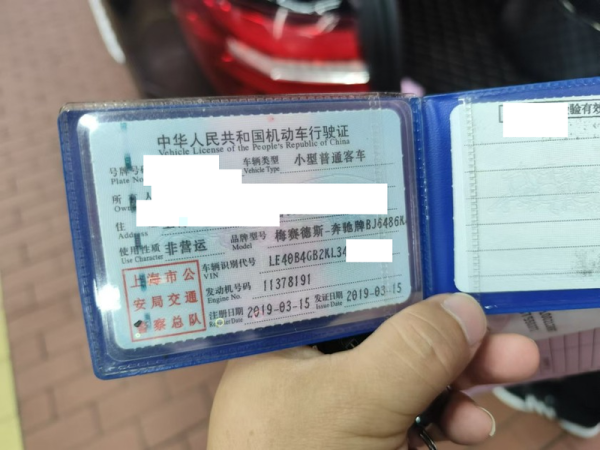 中华人民共和国机动车行驶证
Vehicle License of the People's Republic of China
号牌号
Plate No
车辆类型 小型普通客车
Vehicle Type
所有人
Owne
住
Address
使用性质 非营运
Use Character
品牌型号 梅赛德斯-奔驰牌BJ6486K
Model
车辆识别代号 LE40B4GB2KL34
VIN
发动机号码 11378191
Engine No.
上海市公
安局交通
警察总队
注册日期 2019-03-15
Register Date
发证日期 2019-03-15
Issue Date
验有效